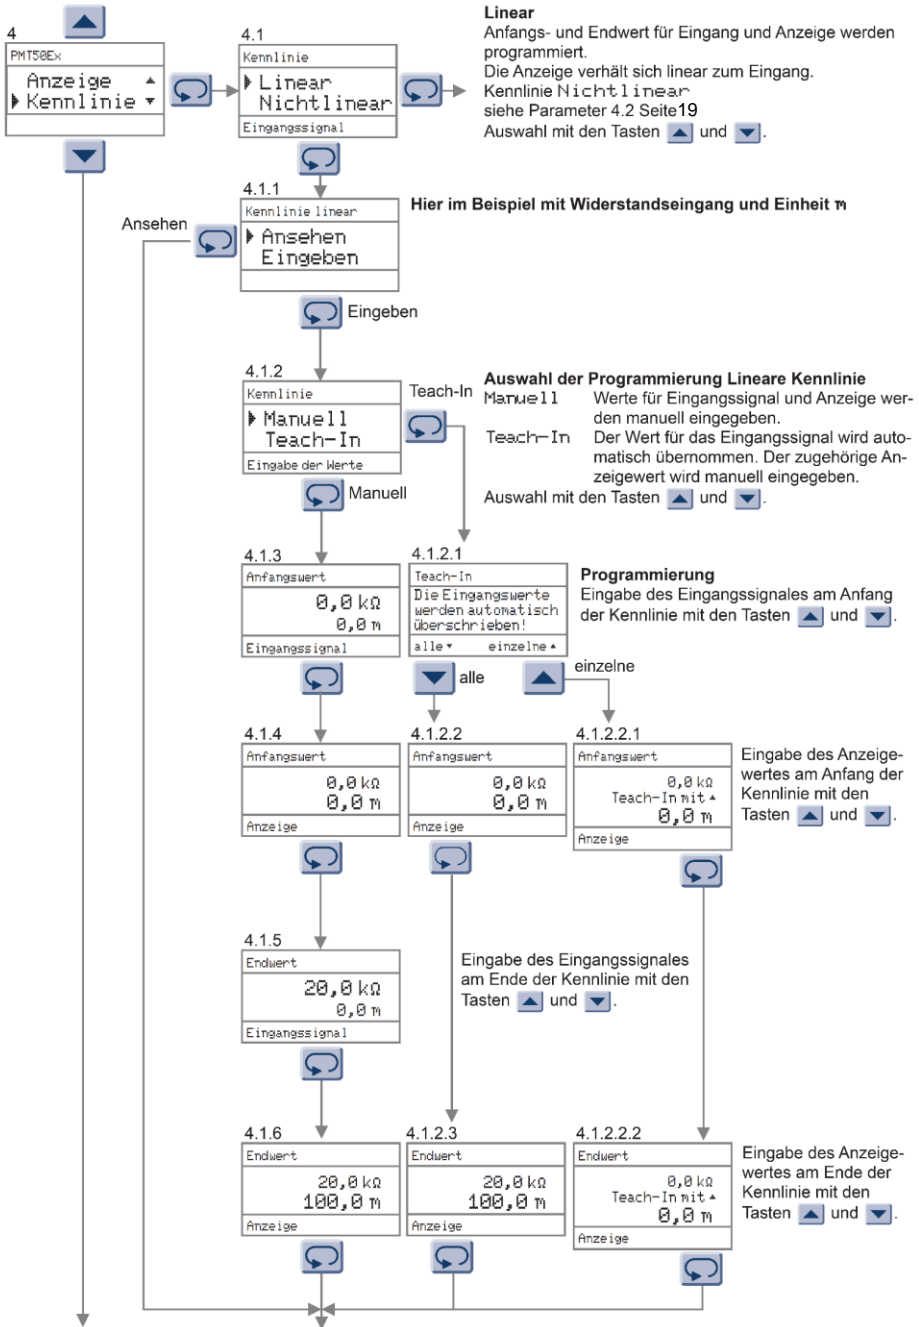 4
PMT50Ex
Anzeige
Kennlinie
4.1
Kennlinie
Linear
Nichtlinear
Eingangssignal
Linear
Anfangs- und Endwert für Eingang und Anzeige werden
programmiert.
Die Anzeige verhält sich linear zum Eingang.
Kennlinie Nichtlinear
siehe Parameter 4.2 Seite19
Auswahl mit den Tasten ▲ und ▼.
4.1.1
Kennlinie linear
Ansehen
Eingeben
Ansehen
Hier im Beispiel mit Widerstandseingang und Einheit m
Eingeben
4.1.2
Kennlinie
Manuell
Teach-In
Eingabe der Werte
Teach-In
Manuell
Auswahl der Programmierung Lineare Kennlinie
Manuell Werte für Eingangssignal und Anzeige wer-
den manuell eingegeben.
Teach-In Der Wert für das Eingangssignal wird auto-
matisch übernommen. Der zugehörige An-
zeigewert wird manuell eingegeben.
Auswahl mit den Tasten ▲ und ▼.
4.1.3
Anfangswert
0,0 kΩ
0,0 m
Eingangssignal
4.1.2.1
Teach-In
Die Eingangswerte
werden automatisch
überschrieben!
alle▼ einzelne▲
Programmierung
Eingabe des Eingangssignales am Anfang
der Kennlinie mit den Tasten ▲ und ▼.
alle
einzelne
4.1.4
Anfangswert
0,0 kΩ
0,0 m
Anzeige
4.1.2.2
Anfangswert
0,0 kΩ
0,0 m
Anzeige
4.1.2.2.1
Anfangswert
0,0 kΩ
Teach-In mit▲
0,0 m
Anzeige
Eingabe des Anzeige-
wertes am Anfang der
Kennlinie mit den
Tasten ▲ und ▼.
4.1.5
Endwert
20,0 kΩ
0,0 m
Eingangssignal
Eingabe des Eingangssignales
am Ende der Kennlinie mit den
Tasten ▲ und ▼.
4.1.6
Endwert
20,0 kΩ
100,0 m
Anzeige
4.1.2.3
Endwert
20,0 kΩ
100,0 m
Anzeige
4.1.2.2.2
Endwert
0,0 kΩ
Teach-In mit▲
0,0 m
Anzeige
Eingabe des Anzeige-
wertes am Ende der
Kennlinie mit den
Tasten ▲ und ▼.